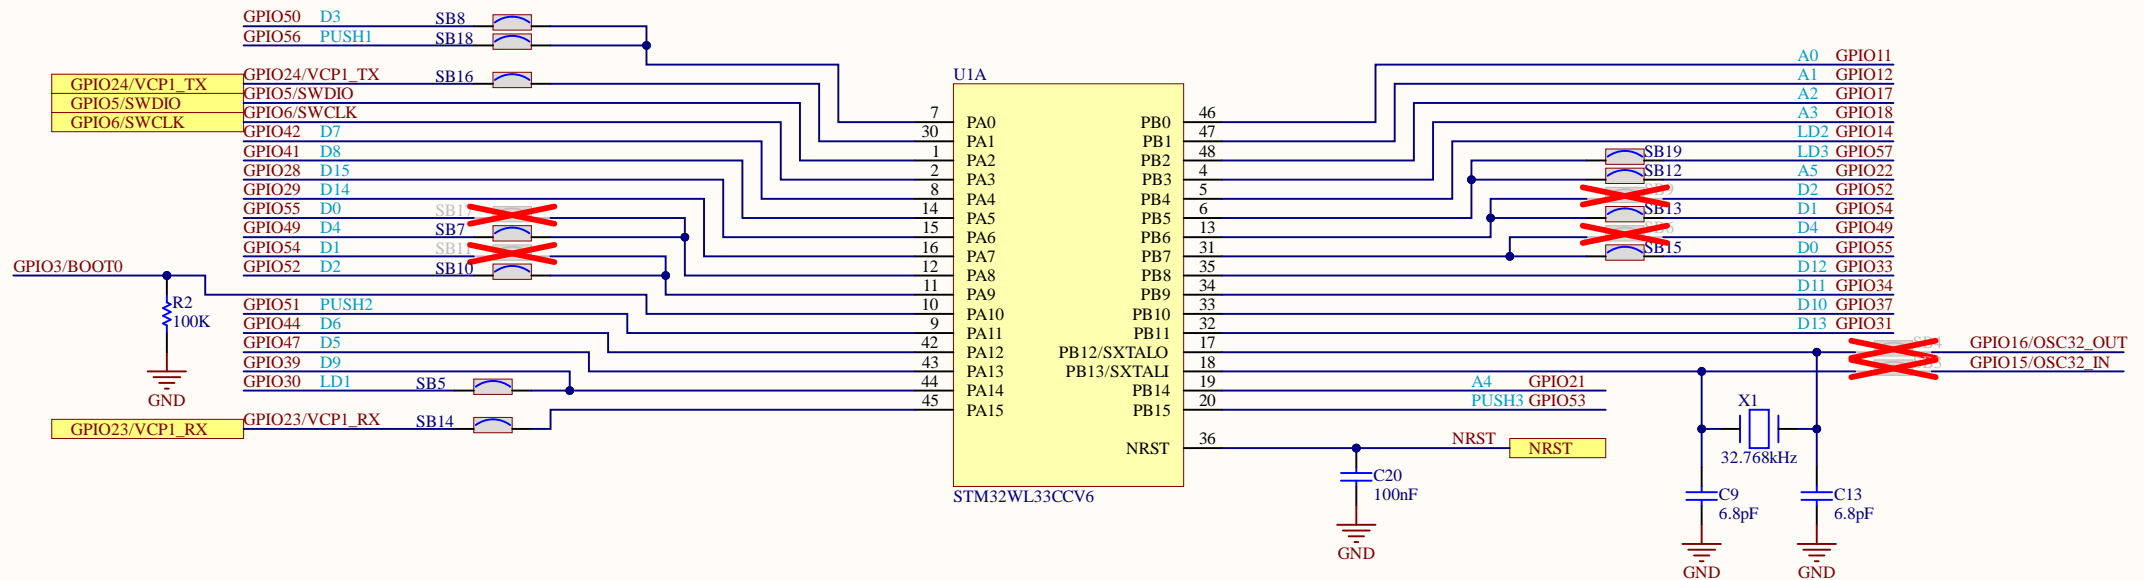 GPIO50 D3 SB8
GPIO56 PUSH1 SB18
GPIO24/VCP1_TX GPIO24/VCP1_TX SB16
GPIO5/SWDIO GPIO5/SWDIO
GPIO6/SWCLK GPIO6/SWCLK
GPIO42 D7
GPIO41 D8
GPIO28 D15
GPIO29 D14
GPIO55 D0 SB17
GPIO49 D4 SB7
GPIO54 D1 SB11
GPIO52 D2 SB10
GPIO3/BOOT0
R2
100K
GND
GPIO51 PUSH2
GPIO44 D6
GPIO47 D5
GPIO39 D9
GPIO30 LD1 SB5
GPIO23/VCP1_RX GPIO23/VCP1_RX SB14
U1A
7 PA0 PB0 46
30 PA1 PB1 47
1 PA2 PB2 48
2 PA3 PB3 4
8 PA4 PB4 5
14 PA5 PB5 6
15 PA6 PB6 13
16 PA7 PB7 31
12 PA8 PB8 35
11 PA9 PB9 34
10 PA10 PB10 33
9 PA11 PB11 32
42 PA12 PB12/SXTALO 17
43 PA13 PB13/SXTALI 18
44 PA14 PB14 19
45 PA15 PB15 20
NRST 36
STM32WL33CCV6
A0 GPIO11
A1 GPIO12
A2 GPIO17
A3 GPIO18
LD2 GPIO14
SB19 LD3 GPIO57
SB12 A5 GPIO22
D2 GPIO52
SB13 D1 GPIO54
D4 GPIO49
SB15 D0 GPIO55
D12 GPIO33
D11 GPIO34
D10 GPIO37
D13 GPIO31
GPIO16/OSC32_OUT
GPIO15/OSC32_IN
A4 GPIO21
PUSH3 GPIO53
NRST NRST
C20
100nF
GND
X1
32.768kHz
C9
6.8pF
GND
C13
6.8pF
GND